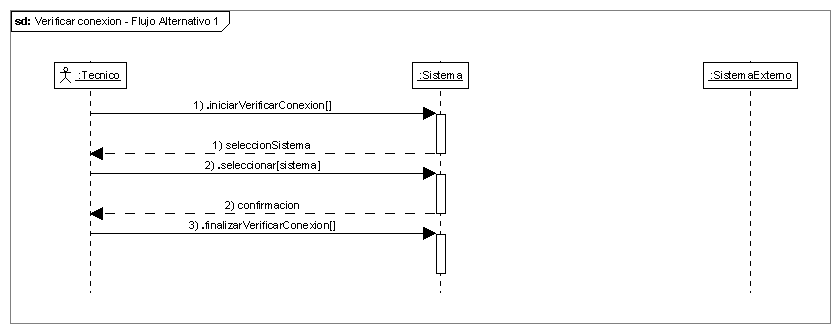 sd: Verificar conexion - Flujo Alternativo 1
:Tecnico
:Sistema
:SistemaExterno
1) .iniciarVerificarConexion[]
1) seleccionSistema
2) .seleccionar[sistema]
2) confirmacion
3) .finalizarVerificarConexion[]